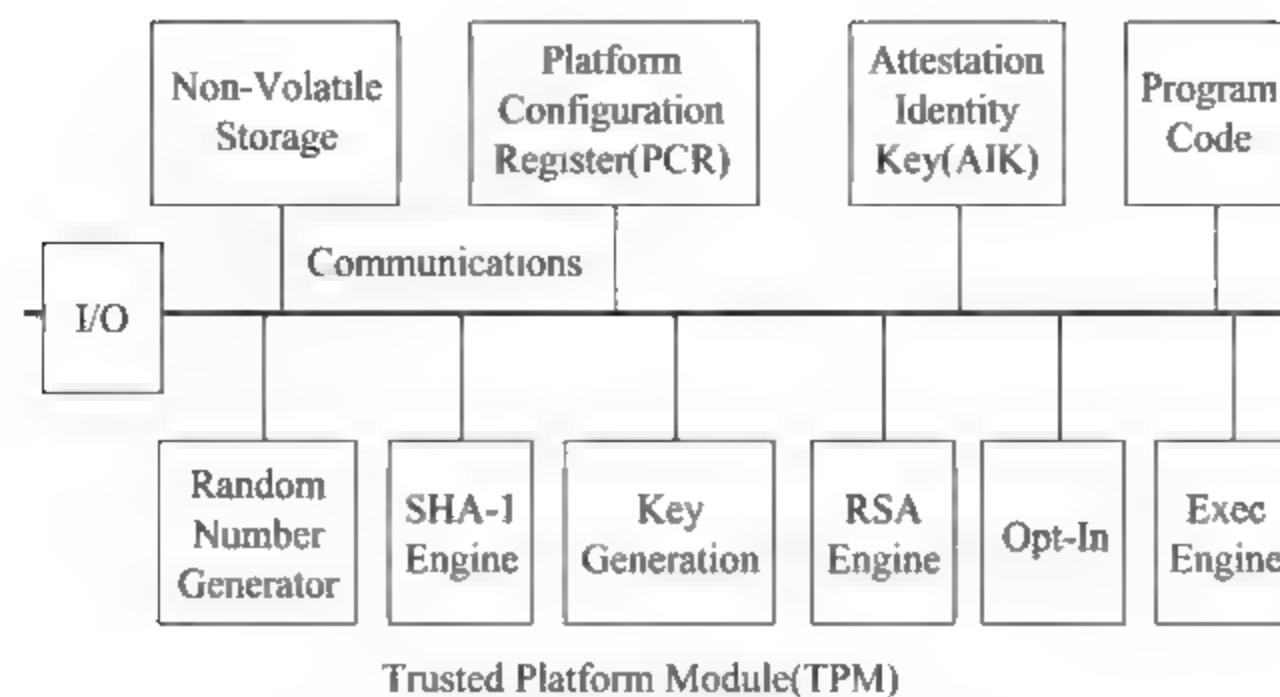 Non-Volatile
Storage
Platform
Configuration
Register(PCR)
Attestation
Identity
Key(AIK)
Program
Code
Communications
I/O
Random
Number
Generator
SHA-1
Engine
Key
Generation
RSA
Engine
Opt-In
Exec
Engine
Trusted Platform Module(TPM)